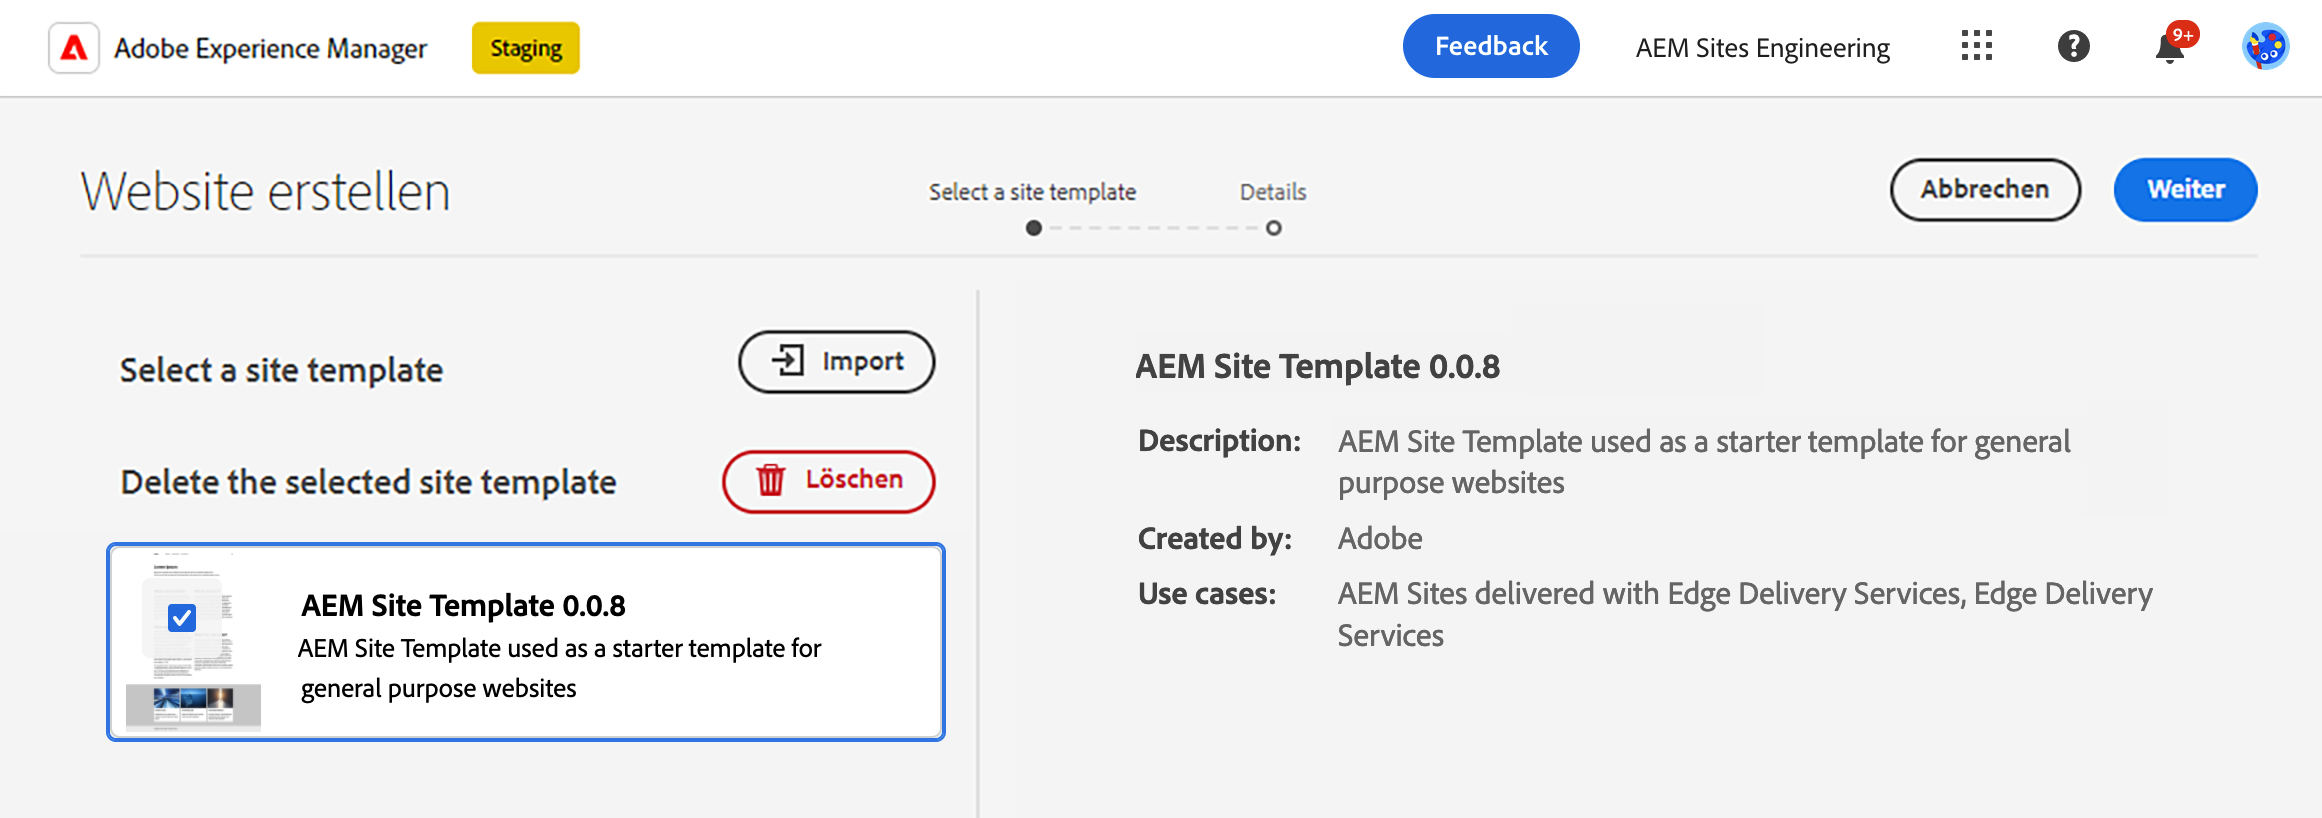 Adobe Experience Manager
Staging
Feedback
AEM Sites Engineering
9+
Website erstellen
Select a site template
Details
Abbrechen
Weiter
Select a site template
Import
Delete the selected site template
Löschen
AEM Site Template 0.0.8
AEM Site Template used as a starter template for
general purpose websites
AEM Site Template 0.0.8
Description: AEM Site Template used as a starter template for general
purpose websites
Created by: Adobe
Use cases: AEM Sites delivered with Edge Delivery Services, Edge Delivery
Services